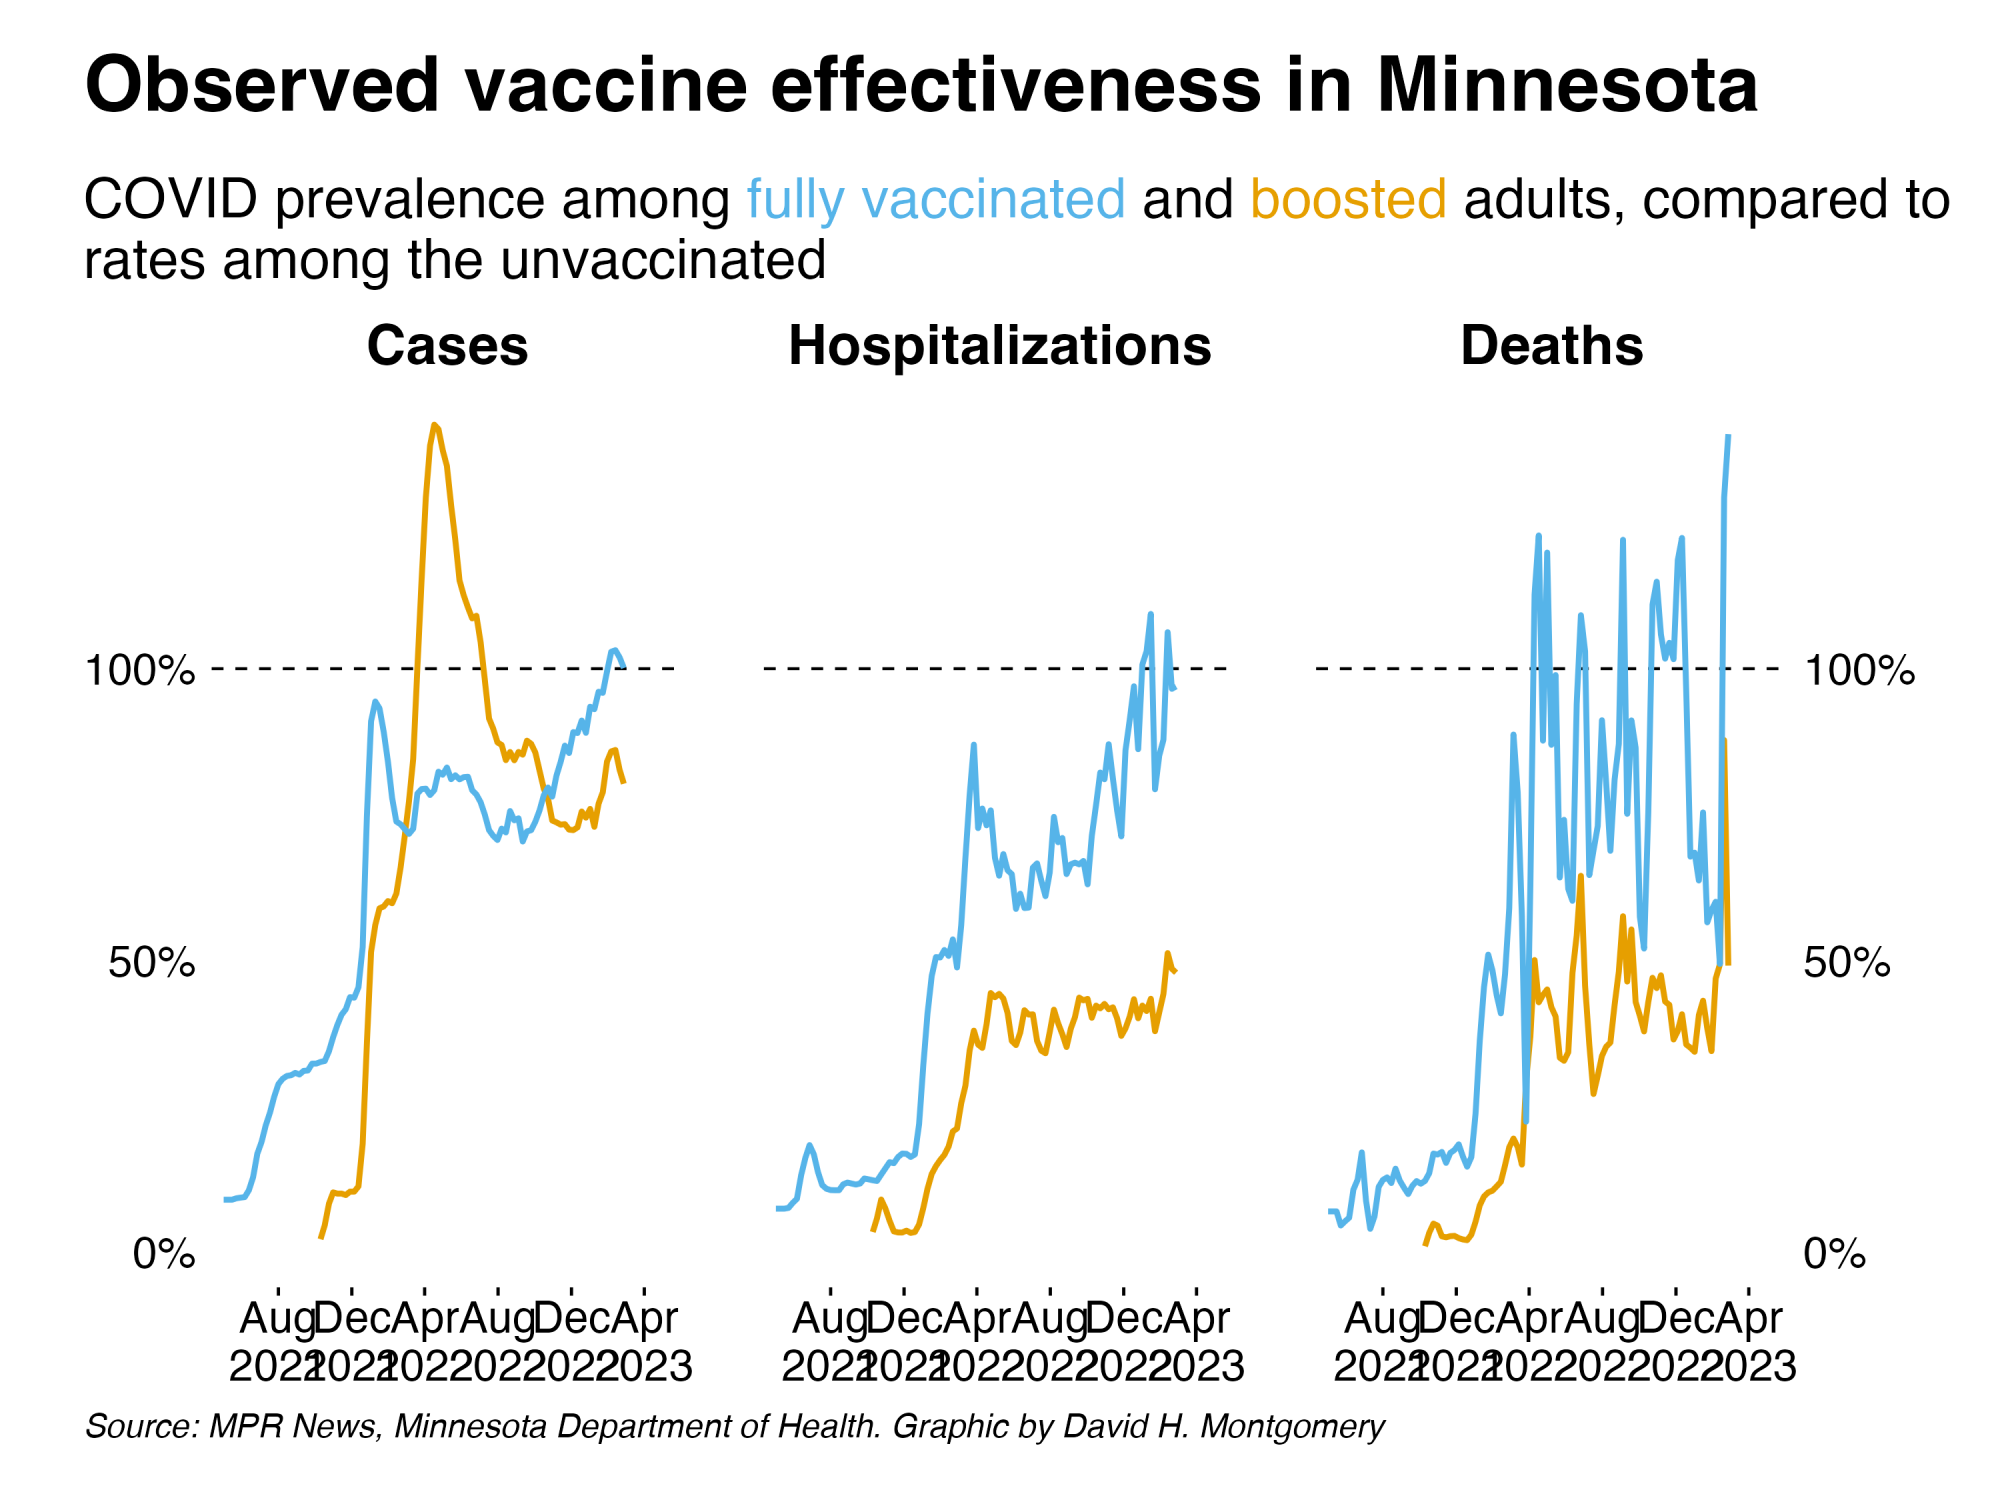 Observed vaccine effectiveness in Minnesota
COVID prevalence among fully vaccinated and boosted adults, compared to
rates among the unvaccinated
Cases
Hospitalizations
Deaths
100%
50%
0%
100%
50%
0%
Aug Dec Apr Aug Dec Apr
2021 2021 2022 2022 2022 2023
Aug Dec Apr Aug Dec Apr
2021 2021 2022 2022 2022 2023
Aug Dec Apr Aug Dec Apr
2021 2021 2022 2022 2022 2023
Source: MPR News, Minnesota Department of Health. Graphic by David H. Montgomery